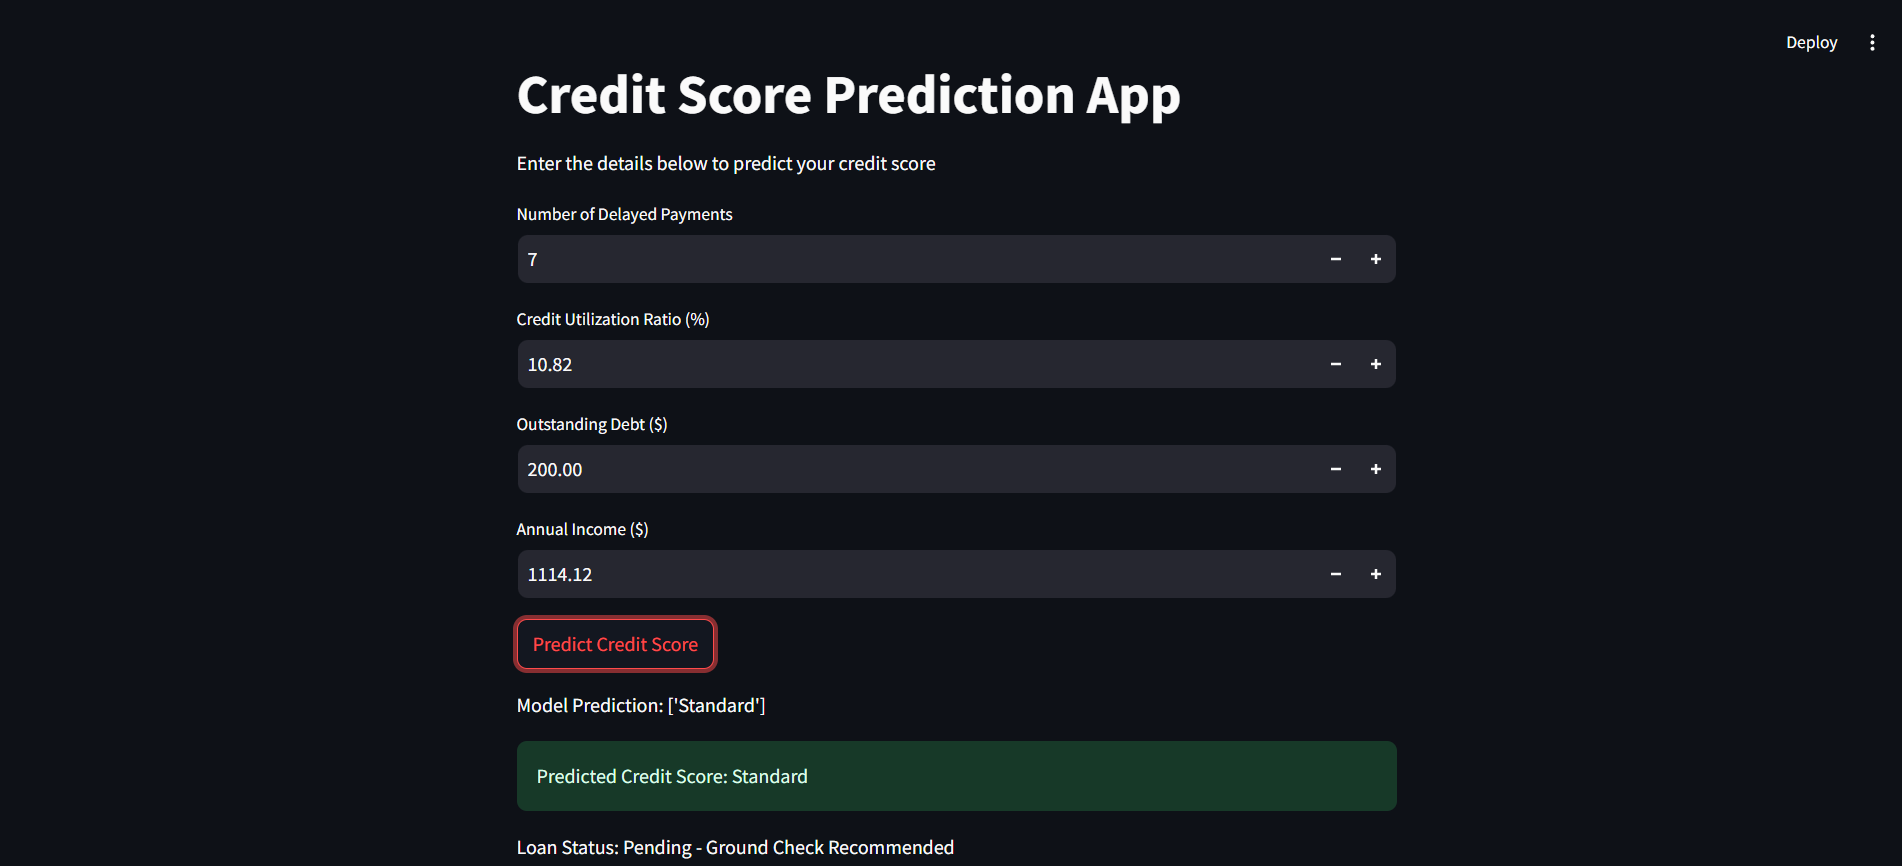 Deploy
Credit Score Prediction App
Enter the details below to predict your credit score
Number of Delayed Payments
7
Credit Utilization Ratio (%)
10.82
Outstanding Debt ($)
200.00
Annual Income ($)
1114.12
Predict Credit Score
Model Prediction: ['Standard']
Predicted Credit Score: Standard
Loan Status: Pending - Ground Check Recommended